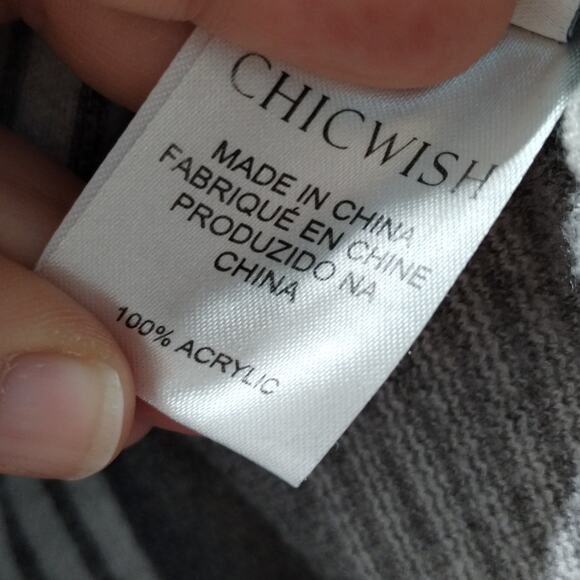 CHICWISH
MADE IN CHINA
FABRIQUÉ EN CHINE
PRODUZIDO NA
CHINA
100% ACRYLIC